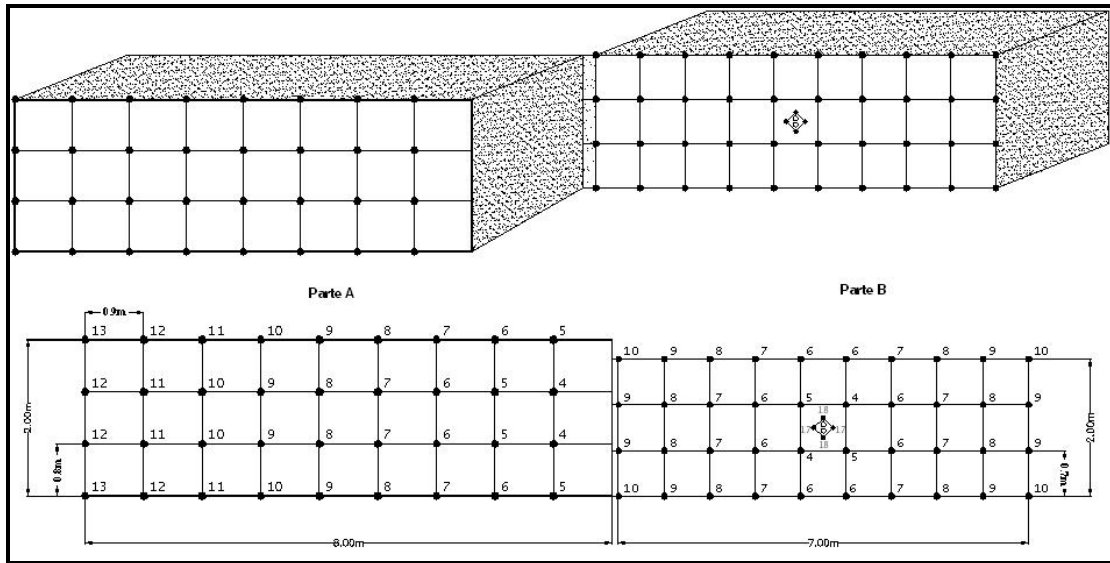 Parte A
Parte B
0.9m.
13 12 11 10 9 8 7 6 5
10 9 8 7 6 6 7 8 9 10
12 11 10 9 8 7 6 5 4
9 8 7 6 5 4 6 7 8 9
18
17 17
18
2.00m
2.00m
12 11 10 9 8 7 6 5 4
9 8 7 6 4 5 6 7 8 9
0.8m
0.7m
13 12 11 10 9 8 7 6 5
10 9 8 7 6 6 7 8 9 10
8.00m
7.00m